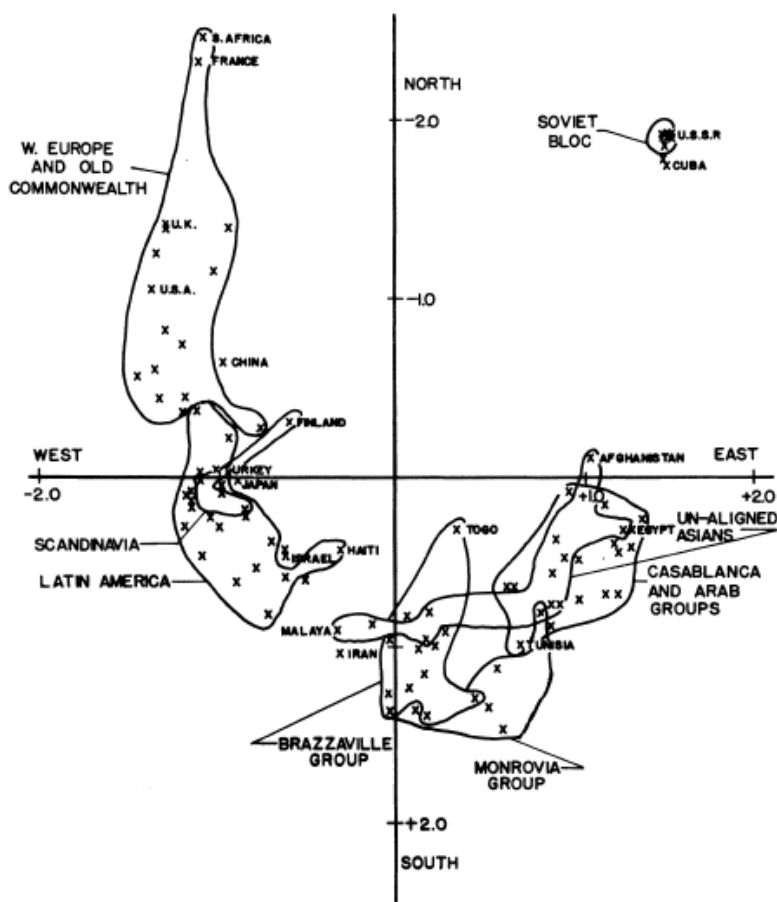 S. AFRICA
FRANCE
NORTH
-2.0
SOVIET
BLOC
U.S.S.R
CUBA
W. EUROPE
AND OLD
COMMONWEALTH
U.K.
U.S.A.
-1.0
CHINA
FINLAND
WEST
-2.0
TURKEY
JAPAN
AFGHANISTAN
EAST
+1.0
+2.0
SCANDINAVIA
LATIN AMERICA
ISRAEL
HAITI
TOGO
EGYPT
UN-ALIGNED
ASIANS
CASABLANCA
AND ARAB
GROUPS
MALAYA
IRAN
TUNISIA
BRAZZAVILLE
GROUP
MONROVIA
GROUP
+2.0
SOUTH